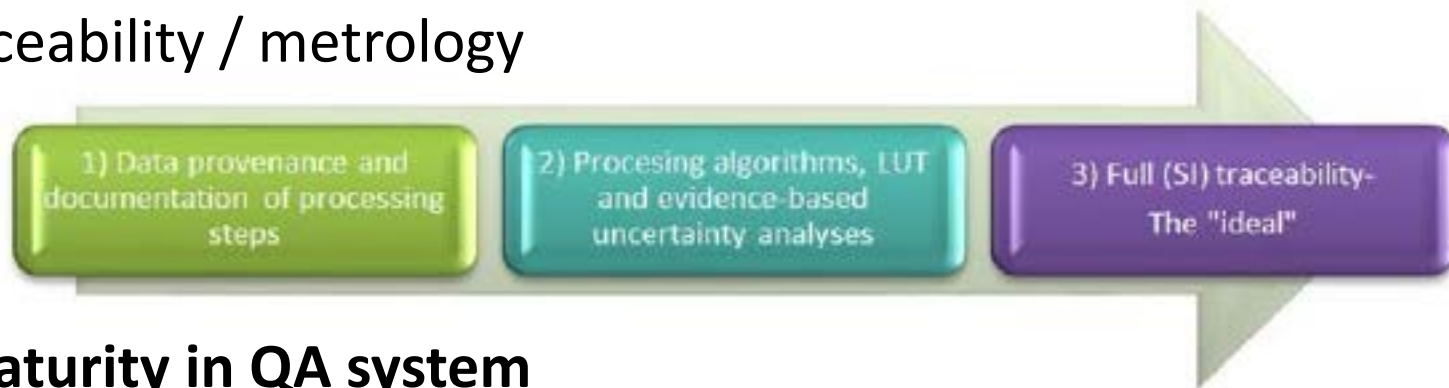 ceability / metrology
1) Data provenance and
documentation of processing
steps
2) Procesing algorithms, LUT
and evidence-based
uncertainty analyses
3) Full (SI) traceability-
The "ideal"
aturity in QA system